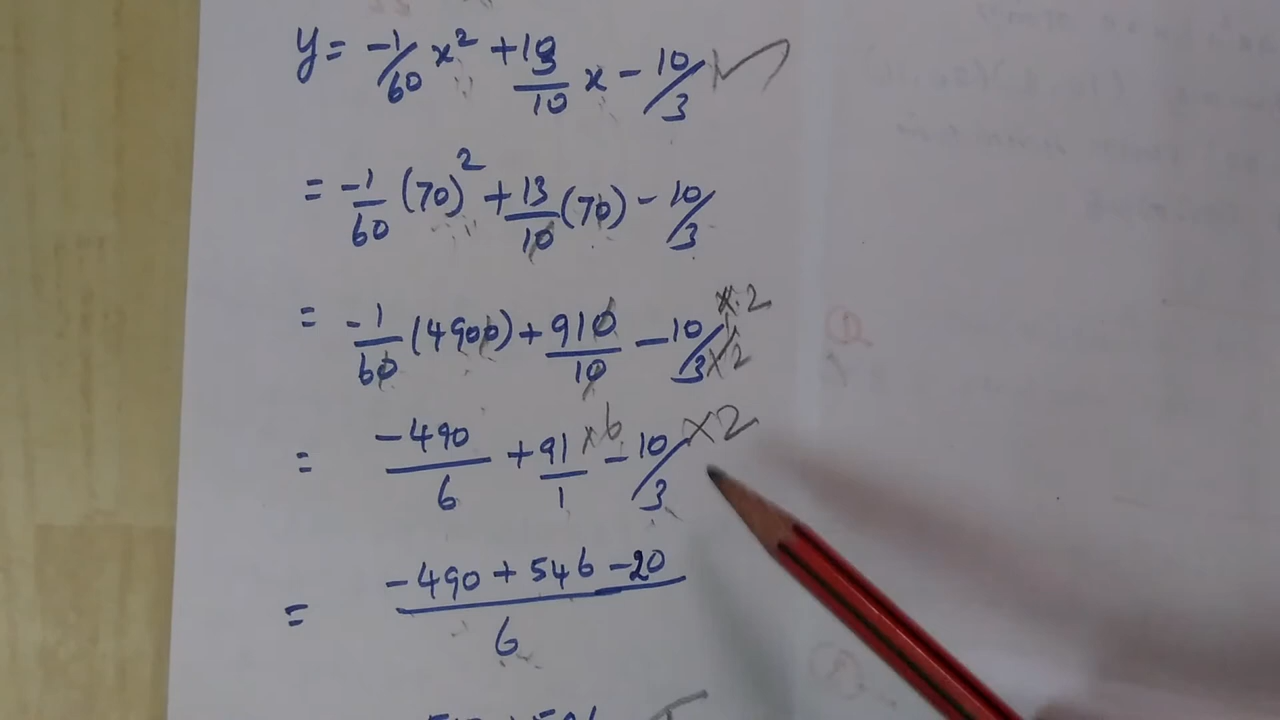 y = -1/60 x² + 13/10 x - 10/3
= -1/60 (70)² + 13/10 (70) - 10/3
= -1/60 (4900) + 910/10 - 10/3 ×2 ×2
= -490/6 + 91/1 ×6 - 10/3 ×2
= -490 + 546 - 20 / 6